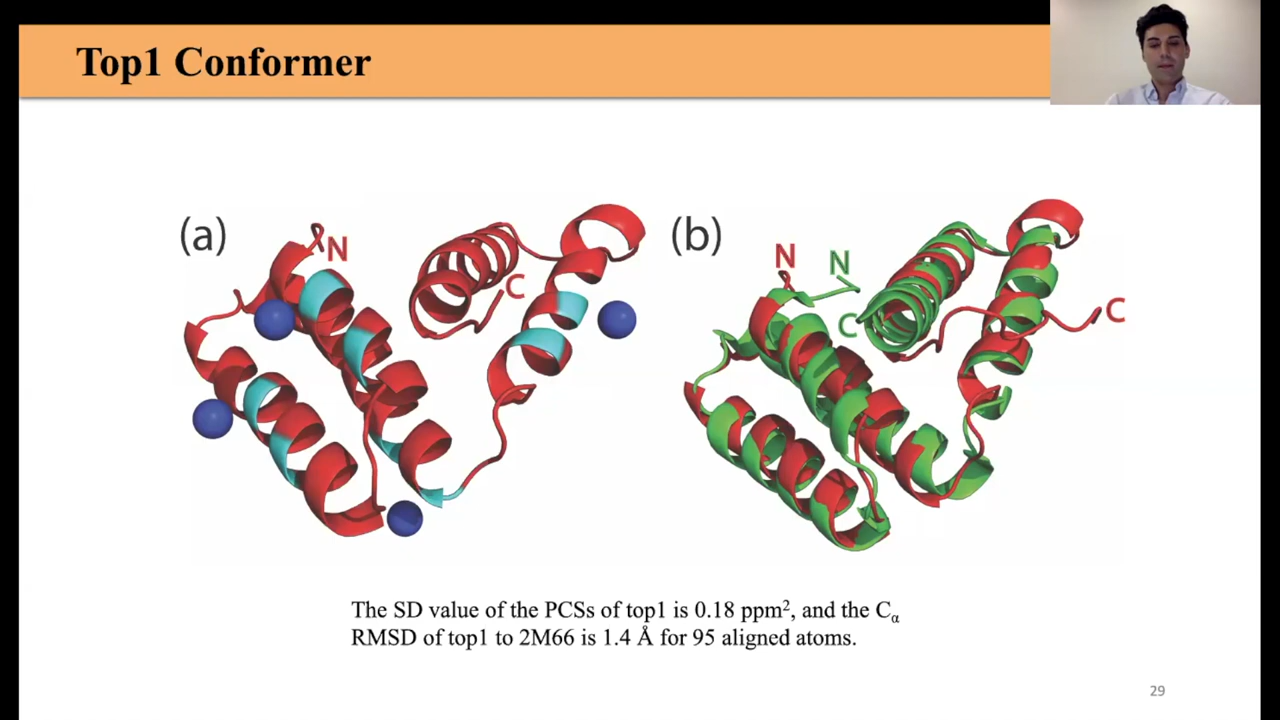 Top1 Conformer
(a)
N
C
(b)
N
N
C
C
The SD value of the PCSs of top1 is 0.18 ppm², and the Cα
RMSD of top1 to 2M66 is 1.4 Å for 95 aligned atoms.
29